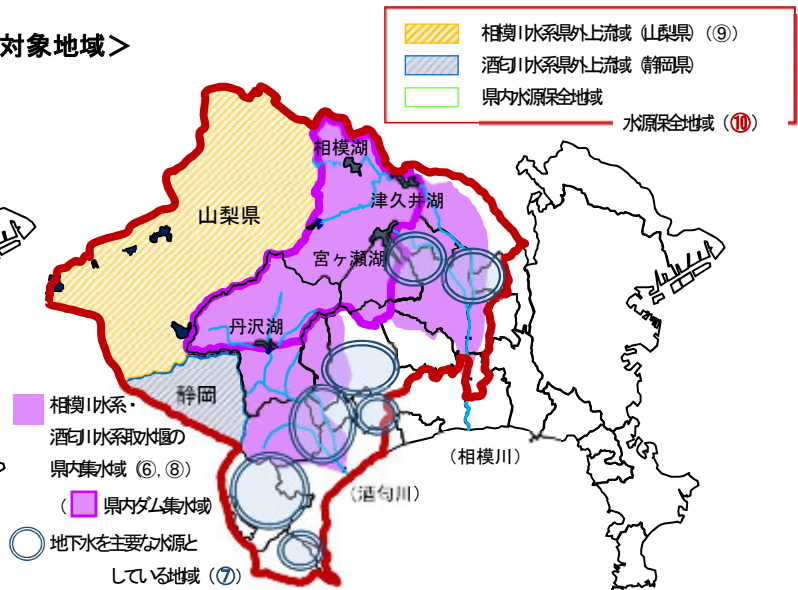 対象地域＞
相模川水系県外上流域（山梨県）（⑨）
酒匂川水系県外上流域（静岡県）
県内水源保全地域
水源保全地域（⑩）
相模湖
津久井湖
山梨県
宮ヶ瀬湖
丹沢湖
静岡
相模川水系・
酒匂川水系取水堰の
県内集水域（⑥,⑧）
（ 県内ダム集水域）
（相模川）
（酒匂川）
地下水を主要な水源と
している地域（⑦）